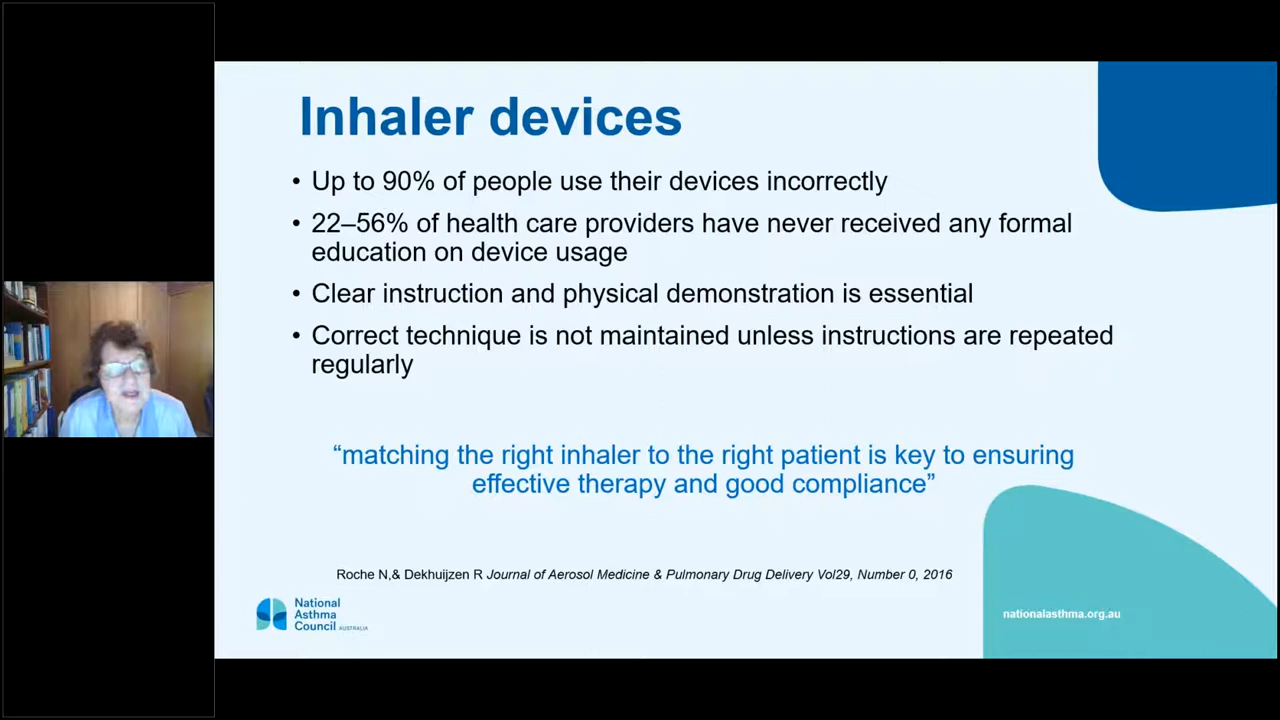 Inhaler devices
• Up to 90% of people use their devices incorrectly
• 22–56% of health care providers have never received any formal
education on device usage
• Clear instruction and physical demonstration is essential
• Correct technique is not maintained unless instructions are repeated
regularly
“matching the right inhaler to the right patient is key to ensuring
effective therapy and good compliance”
Roche N,& Dekhuijzen R Journal of Aerosol Medicine & Pulmonary Drug Delivery Vol29, Number 0, 2016
National
Asthma
Council AUSTRALIA
nationalasthma.org.au